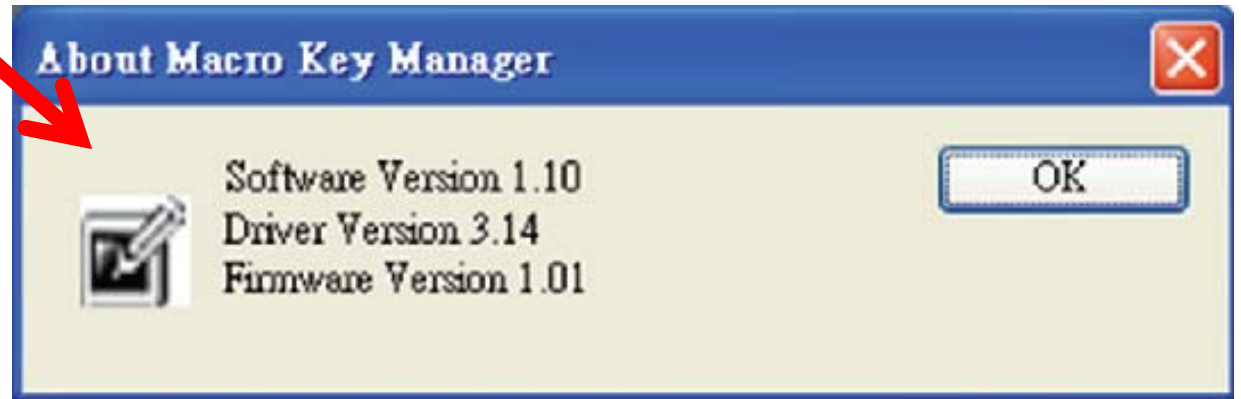 About Macro Key Manager
Software Version 1.10
OK
Driver Version 3.14
Firmware Version 1.01